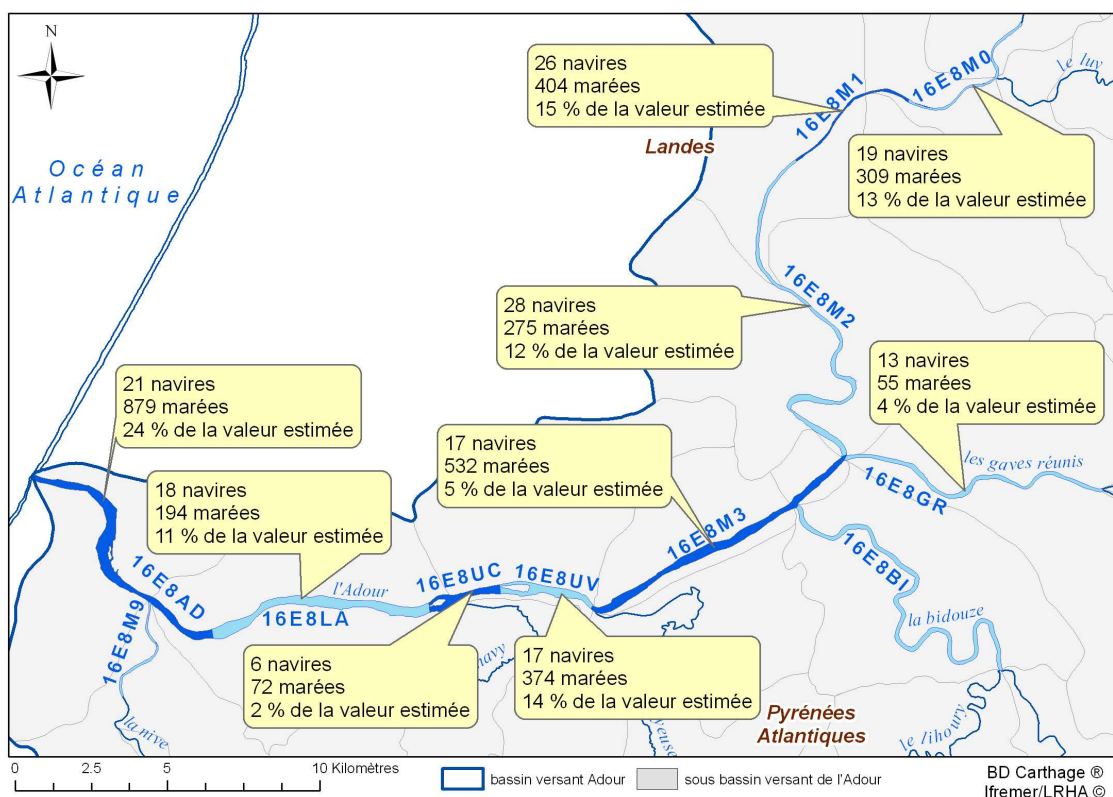 N
Océan
Atlantique
26 navires
404 marées
15 % de la valeur estimée
16E8M1
16E8M0
le luy
Landes
19 navires
309 marées
13 % de la valeur estimée
28 navires
275 marées
12 % de la valeur estimée
16E8M2
13 navires
55 marées
4 % de la valeur estimée
21 navires
879 marées
24 % de la valeur estimée
17 navires
532 marées
5 % de la valeur estimée
les gaves réunis
16E8GR
18 navires
194 marées
11 % de la valeur estimée
16E8M3
16E8BI
16E8AD
l'Adour
16E8LA
16E8UC
16E8UV
16E8M9
la bidouze
6 navires
72 marées
2 % de la valeur estimée
17 navires
374 marées
14 % de la valeur estimée
la nive
Pyrénées
Atlantiques
le lihoury
0 2.5 5 10 Kilomètres
bassin versant Adour
sous bassin versant de l'Adour
BD Carthage ®
Ifremer/LRHA ©